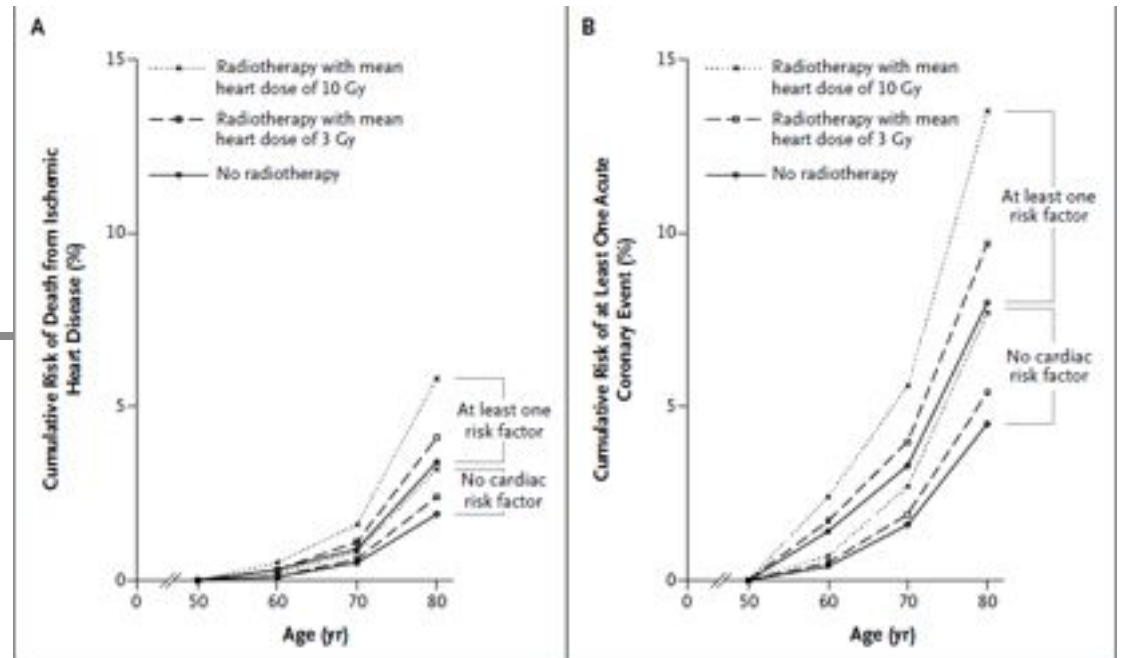 A
15
Radiotherapy with mean
heart dose of 10 Gy
Radiotherapy with mean
heart dose of 3 Gy
No radiotherapy
10
5
0
Cumulative Risk of Death from Ischemic
Heart Disease (%)
At least one
risk factor
No cardiac
risk factor
0
50
60
70
80
Age (yr)
B
15
Radiotherapy with mean
heart dose of 10 Gy
Radiotherapy with mean
heart dose of 3 Gy
No radiotherapy
10
5
0
Cumulative Risk of at Least One Acute
Coronary Event (%)
At least one
risk factor
No cardiac
risk factor
0
50
60
70
80
Age (yr)